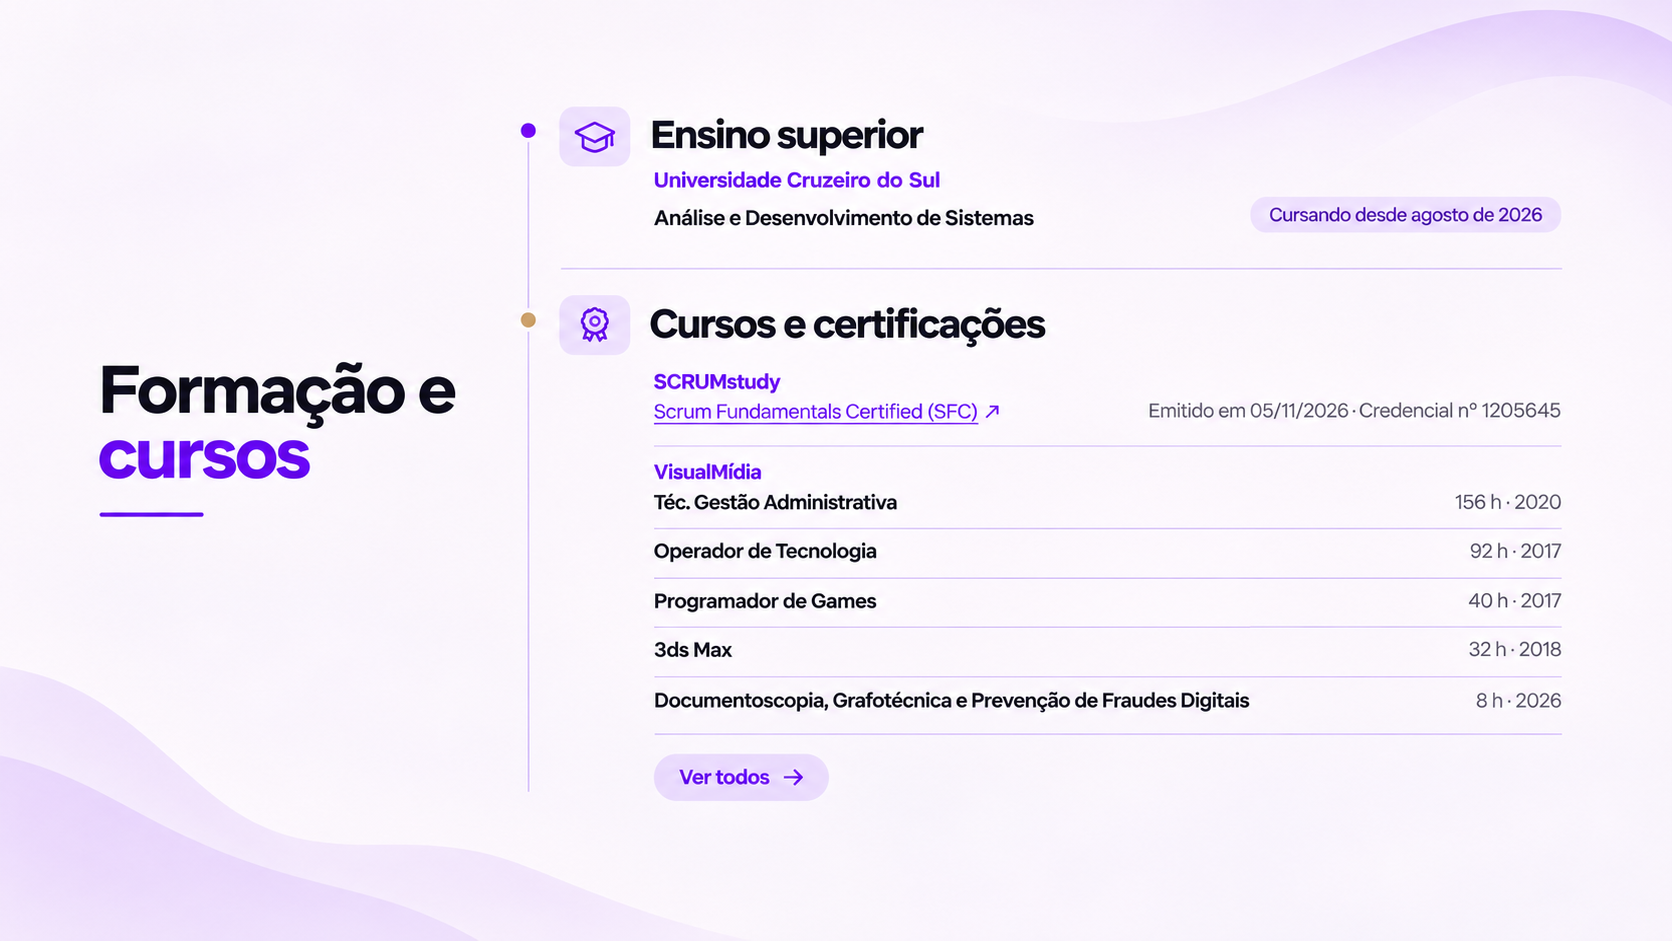 Formação e
cursos
Ensino superior
Universidade Cruzeiro do Sul
Análise e Desenvolvimento de Sistemas
Cursando desde agosto de 2026
Cursos e certificações
SCRUMstudy
Scrum Fundamentals Certified (SFC) ↗
Emitido em 05/11/2026 · Credencial nº 1205645
VisualMídia
Téc. Gestão Administrativa
156 h · 2020
Operador de Tecnologia
92 h · 2017
Programador de Games
40 h · 2017
3ds Max
32 h · 2018
Documentoscopia, Grafotécnica e Prevenção de Fraudes Digitais
8 h · 2026
Ver todos →